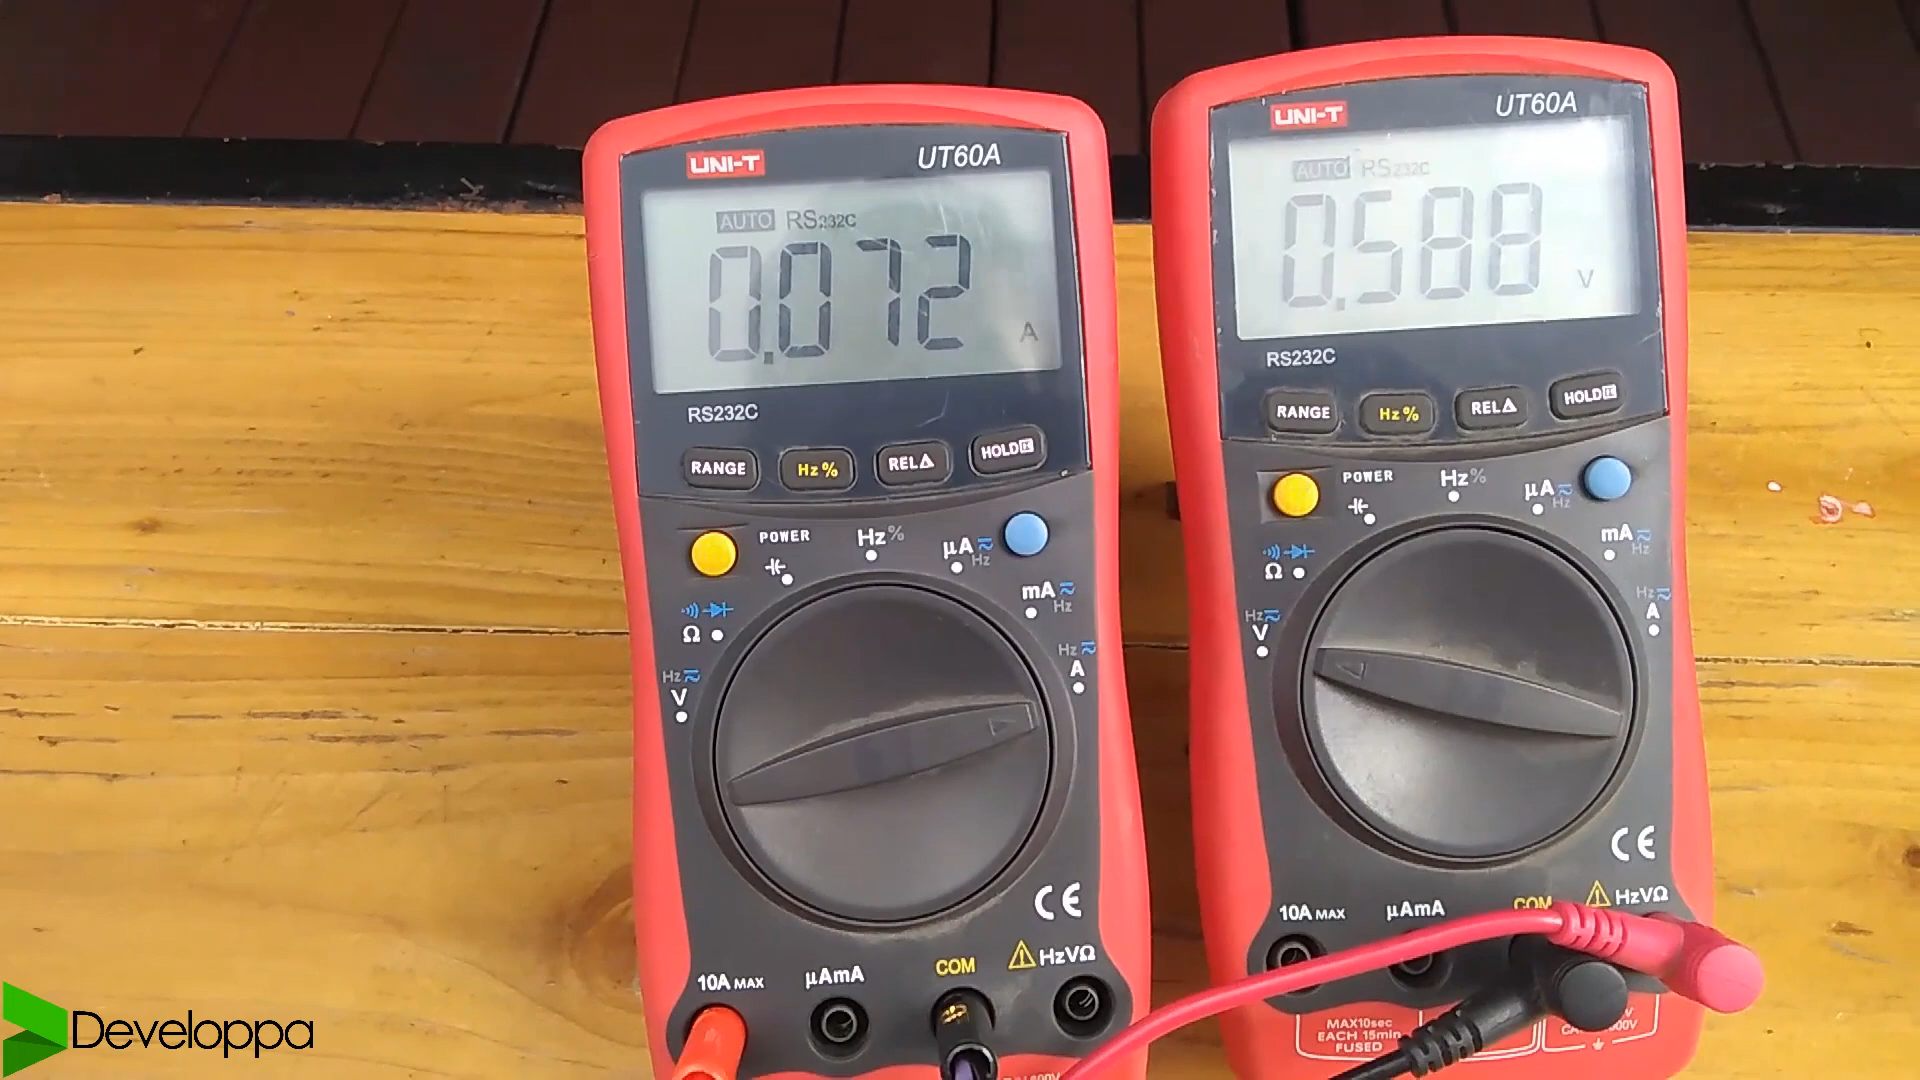 UNI-T UT60A
AUTO RS232C
0.072
A
RS232C
RANGE Hz% REL△ HOLD
POWER Hz% µA Hz
mA Hz
Ω
Hz A
Hz V
CE
10A MAX µAmA COM HzVΩ
UNI-T UT60A
AUTO RS232C
0.588
V
RS232C
RANGE Hz% REL△ HOLD
POWER Hz% µA Hz
mA Hz
Ω
Hz A
Hz V
CE
10A MAX µAmA COM HzVΩ
MAX10sec
EACH 15min
FUSED
Developpa